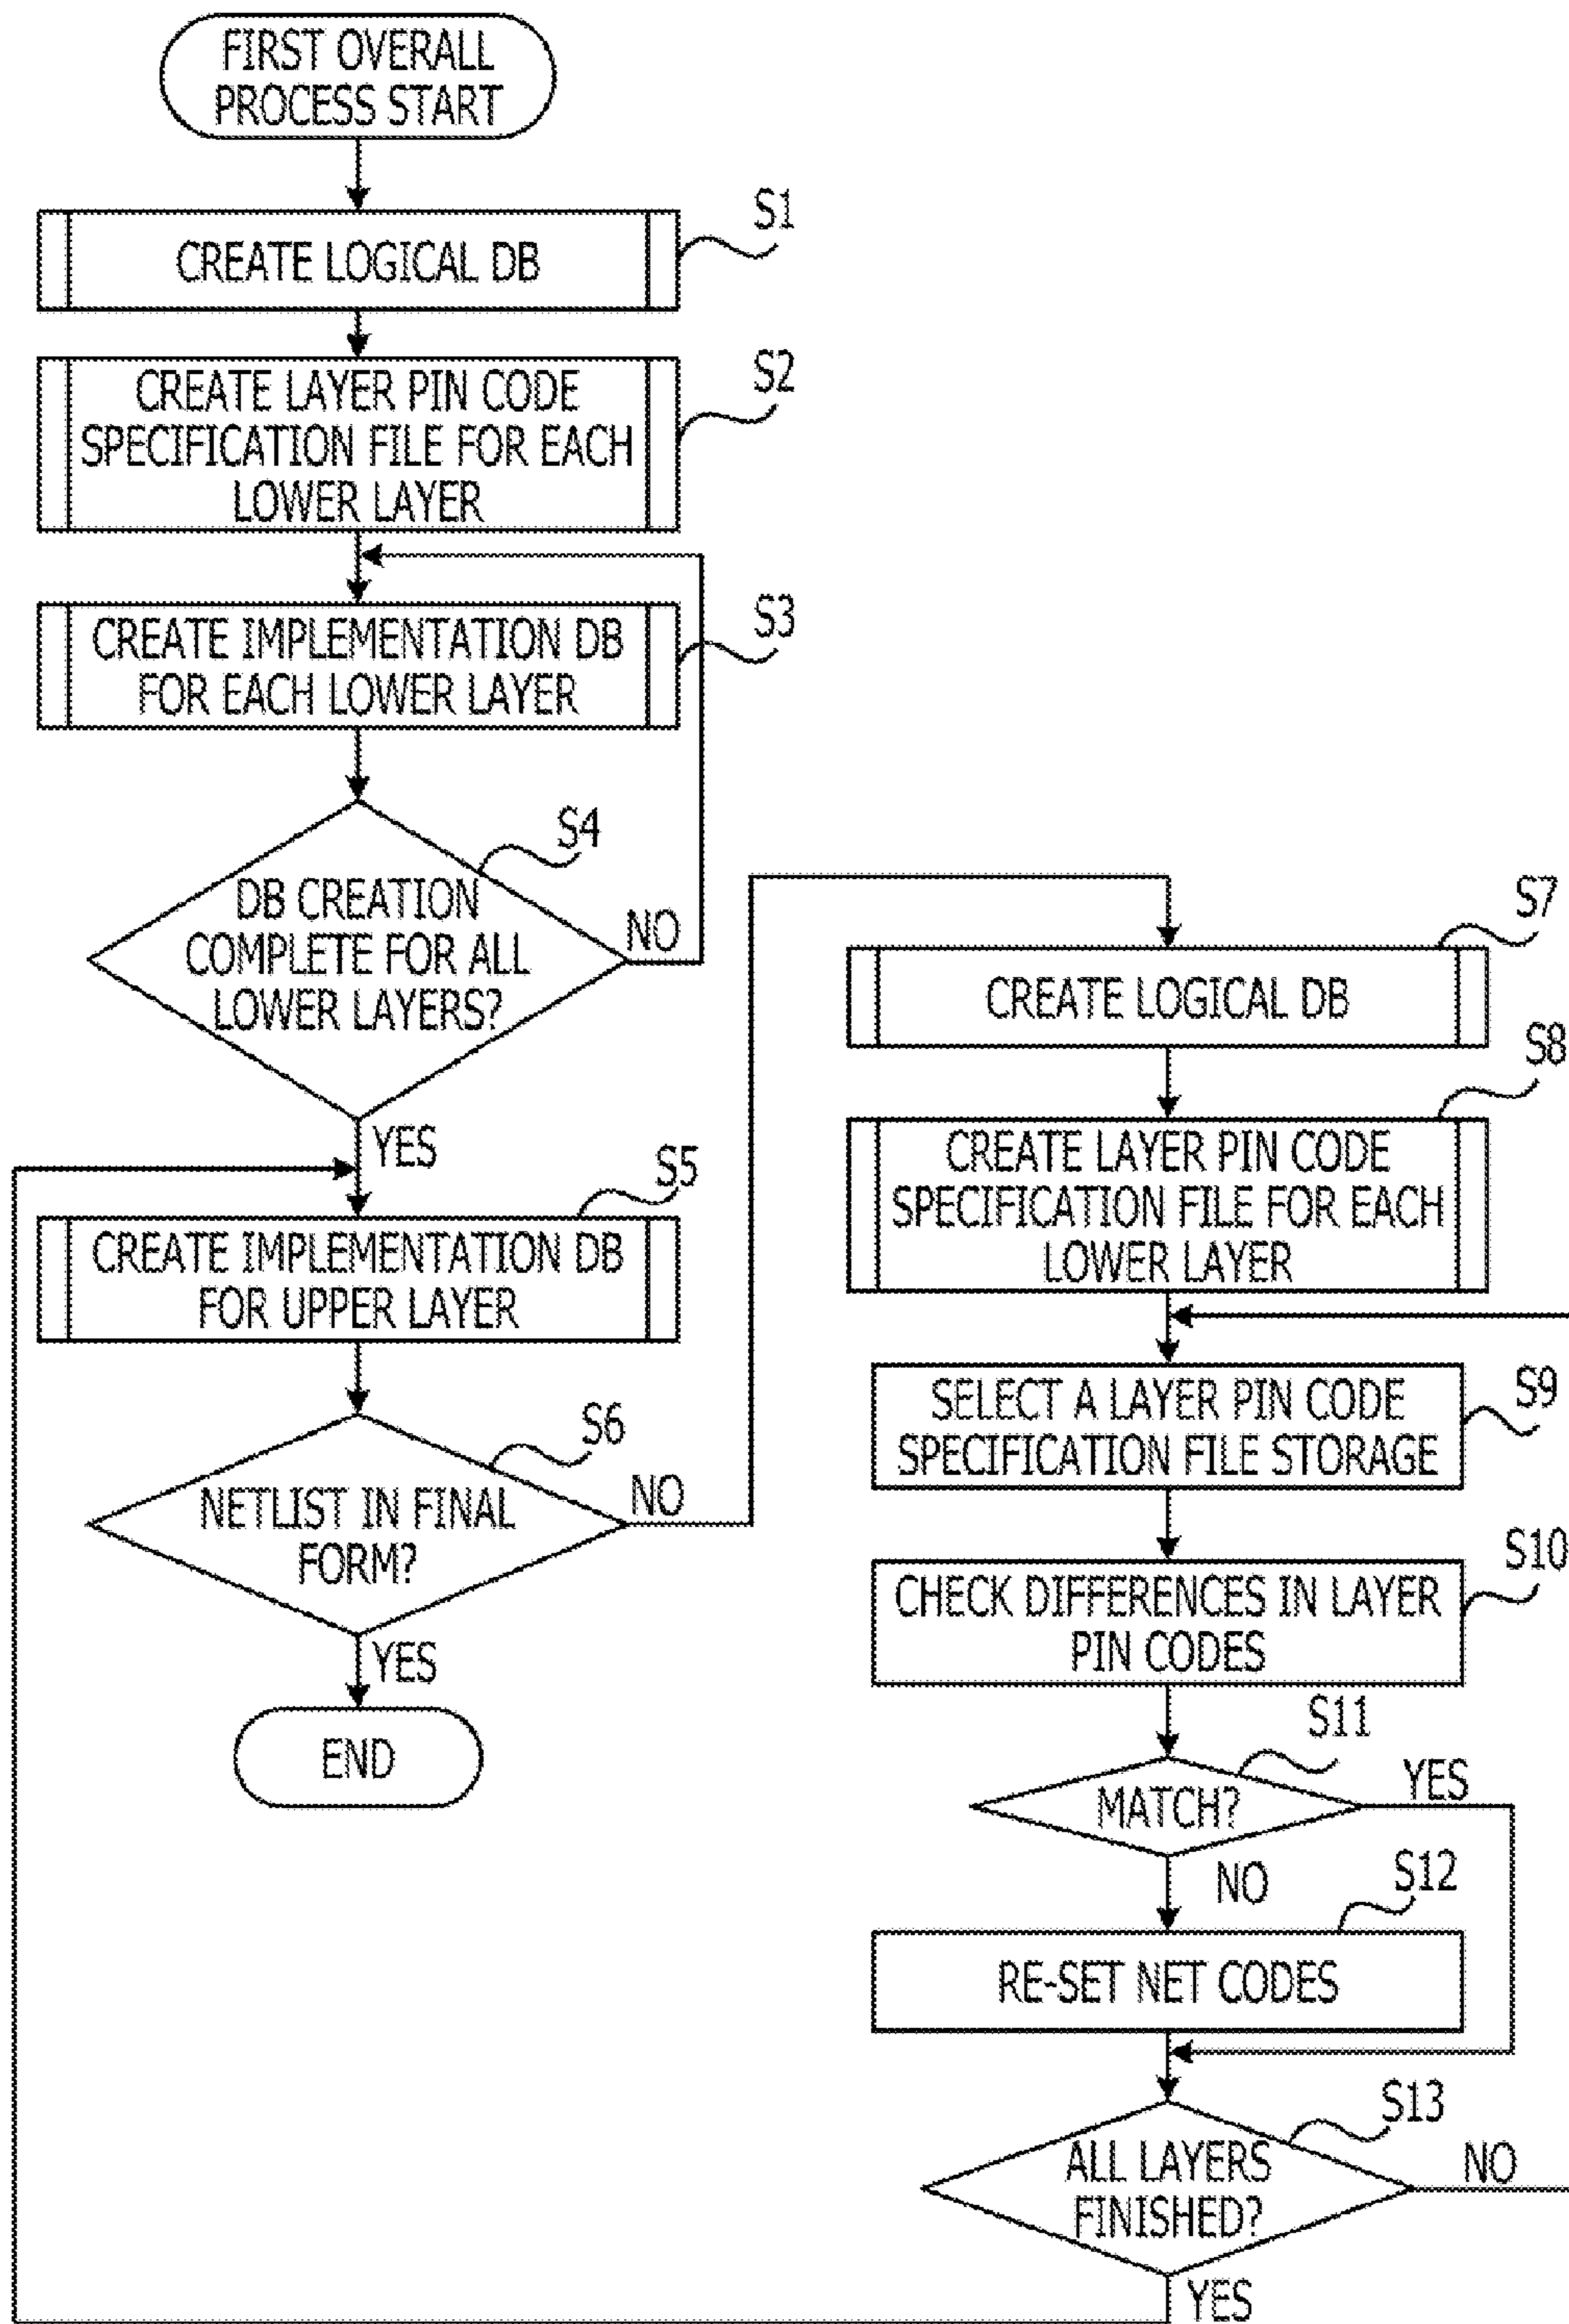 FIRST OVERALL
PROCESS START
S1
CREATE LOGICAL DB
S2
CREATE LAYER PIN CODE
SPECIFICATION FILE FOR EACH
LOWER LAYER
S3
CREATE IMPLEMENTATION DB
FOR EACH LOWER LAYER
S4
DB CREATION
COMPLETE FOR ALL
LOWER LAYERS?
NO
YES
S5
CREATE IMPLEMENTATION DB
FOR UPPER LAYER
S6
NETLIST IN FINAL
FORM?
NO
YES
END
S7
CREATE LOGICAL DB
S8
CREATE LAYER PIN CODE
SPECIFICATION FILE FOR EACH
LOWER LAYER
S9
SELECT A LAYER PIN CODE
SPECIFICATION FILE STORAGE
S10
CHECK DIFFERENCES IN LAYER
PIN CODES
S11
MATCH?
YES
NO
S12
RE-SET NET CODES
S13
ALL LAYERS
FINISHED?
NO
YES